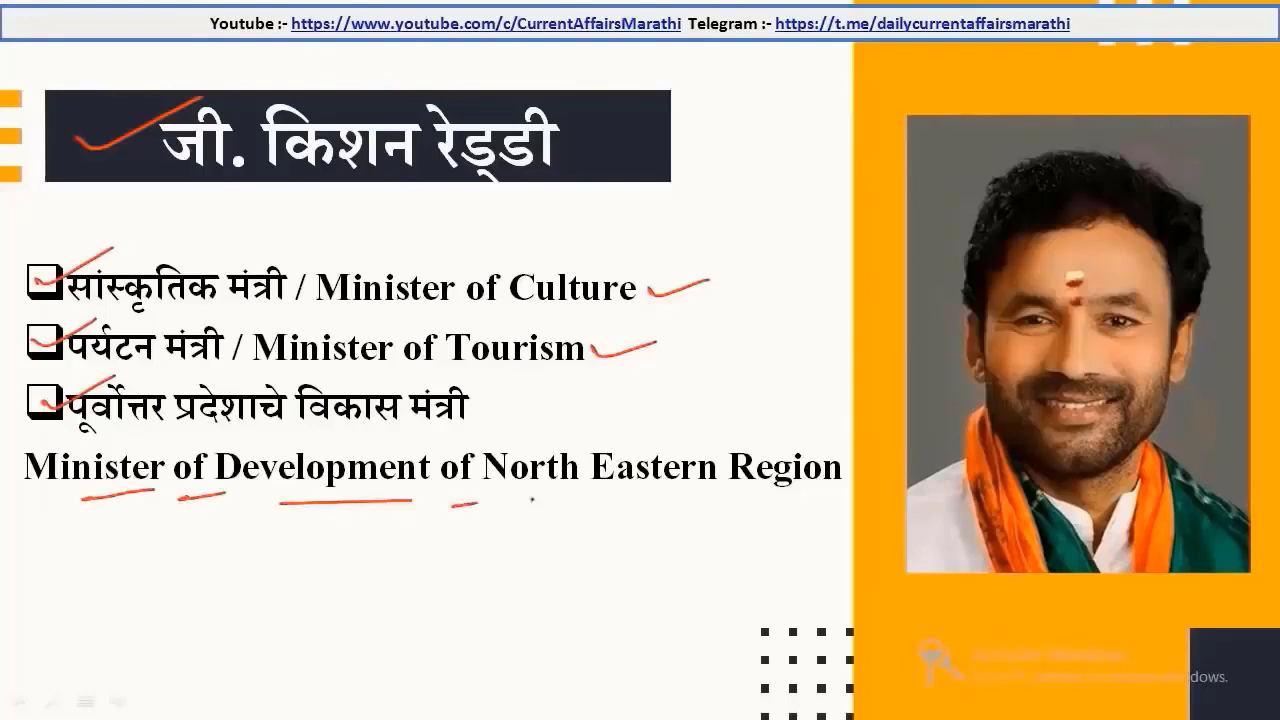 Youtube :- https://www.youtube.com/c/CurrentAffairsMarathi Telegram :- https://t.me/dailycurrentaffairsmarathi
जी. किशन रेड्डी
सांस्कृतिक मंत्री / Minister of Culture
पर्यटन मंत्री / Minister of Tourism
पूर्वोत्तर प्रदेशाचे विकास मंत्री
Minister of Development of North Eastern Region